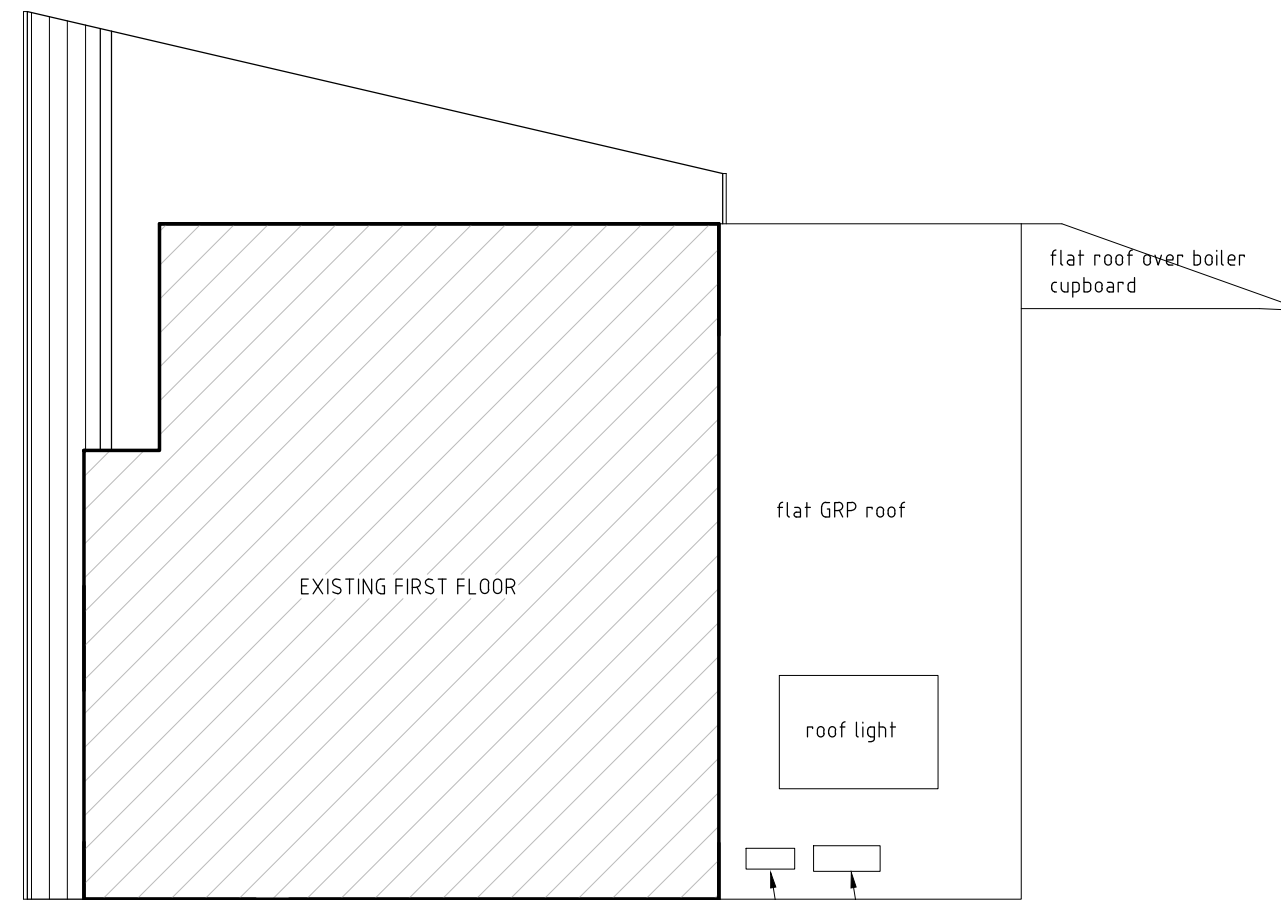 flat roof over boiler
cupboard
flat GRP roof
EXISTING FIRST FLOOR
roof light